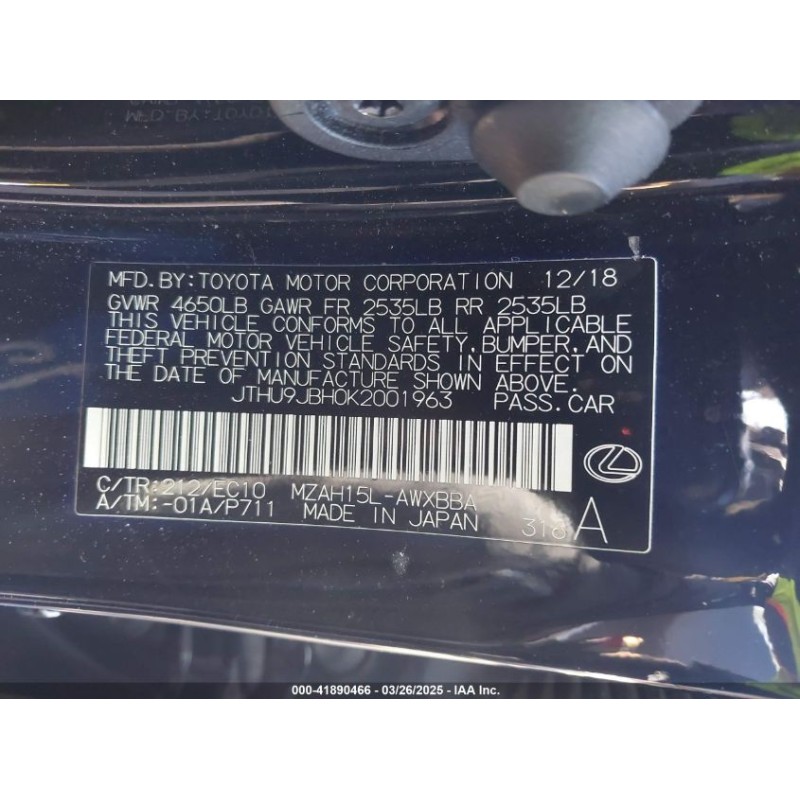 MFD.BY:TOYOTA
MFD.BY:TOYOTA MOTOR CORPORATION 12/18
GVWR 4650LB GAWR FR 2535LB RR 2535LB
THIS VEHICLE CONFORMS TO ALL APPLICABLE
FEDERAL MOTOR VEHICLE SAFETY,BUMPER,AND
THEFT PREVENTION STANDARDS IN EFFECT ON
THE DATE OF MANUFACTURE SHOWN ABOVE.
JTHU9JBH0K2001963 PASS.CAR
C/TR:212/EC10 MZAH15L-AWXBBA
A/TM:-01A/P711 MADE IN JAPAN 318 A
000-41890466 - 03/26/2025 - IAA Inc.